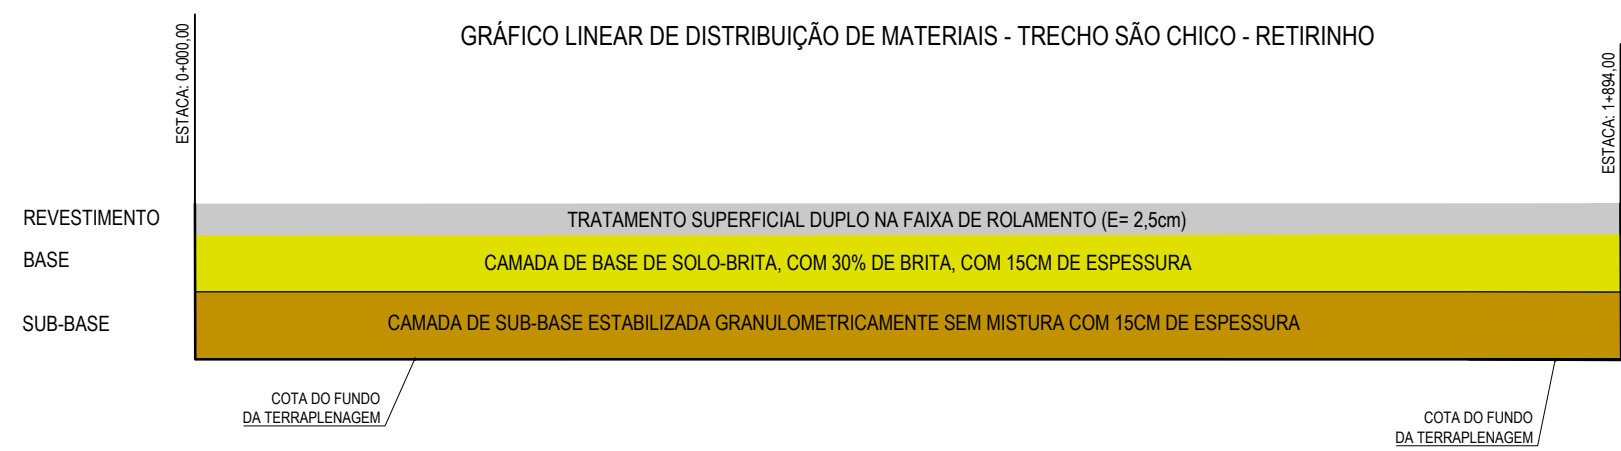 GRÁFICO LINEAR DE DISTRIBUIÇÃO DE MATERIAIS - TRECHO SÃO CHICO - RETIRINHO
ESTACA: 0+000,00
ESTACA: 1+894,00
REVESTIMENTO
TRATAMENTO SUPERFICIAL DUPLO NA FAIXA DE ROLAMENTO (E= 2,5cm)
BASE
CAMADA DE BASE DE SOLO-BRITA, COM 30% DE BRITA, COM 15CM DE ESPESSURA
SUB-BASE
CAMADA DE SUB-BASE ESTABILIZADA GRANULOMETRICAMENTE SEM MISTURA COM 15CM DE ESPESSURA
COTA DO FUNDO
DA TERRAPLENAGEM
COTA DO FUNDO
DA TERRAPLENAGEM